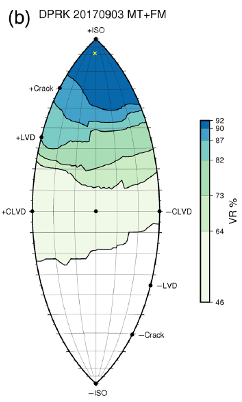 (b) DPRK 20170903 MT+FM
+ISO
+Crack
+LVD
+CLVD
−CLVD
−LVD
−Crack
−ISO
92
90
87
82
73
64
46
VR %